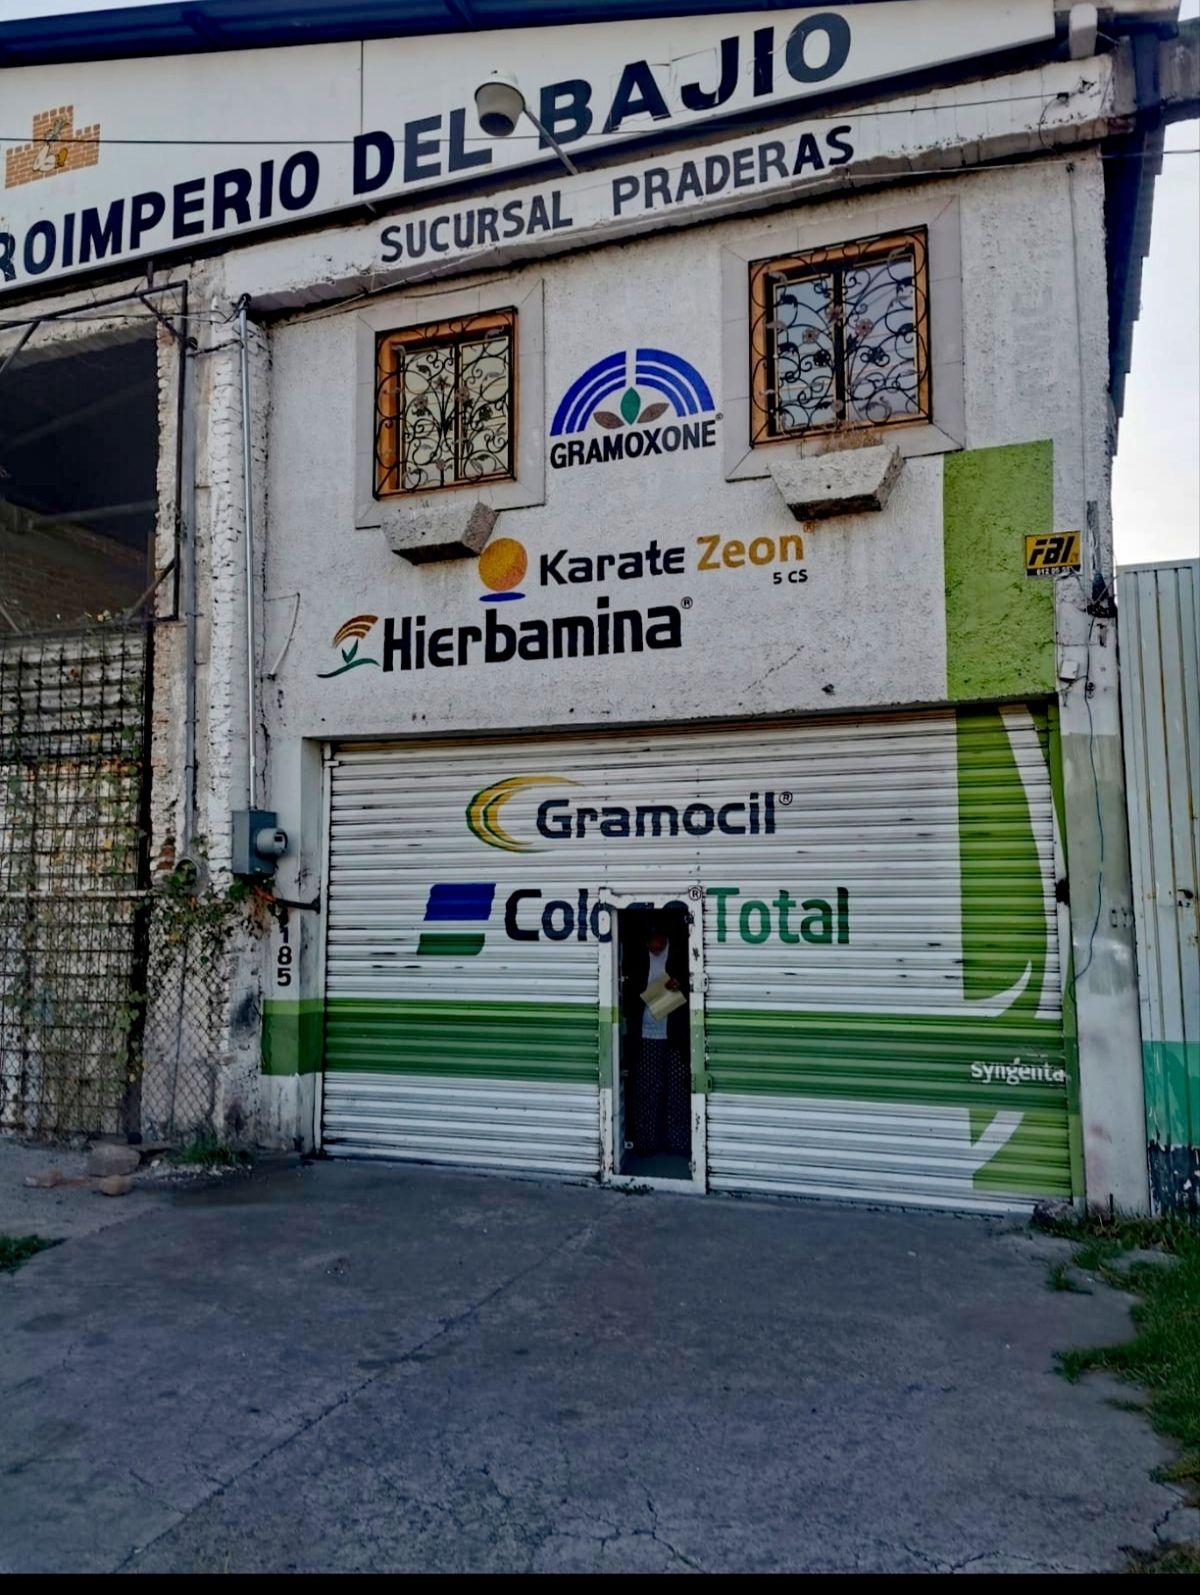 ROIMPERIO DEL BAJIO
SUCURSAL PRADERAS
GRAMOXONE®
Karate Zeon®
5 CS
Hierbamina®
FBI
Gramocil®
®Total
185
syngenta